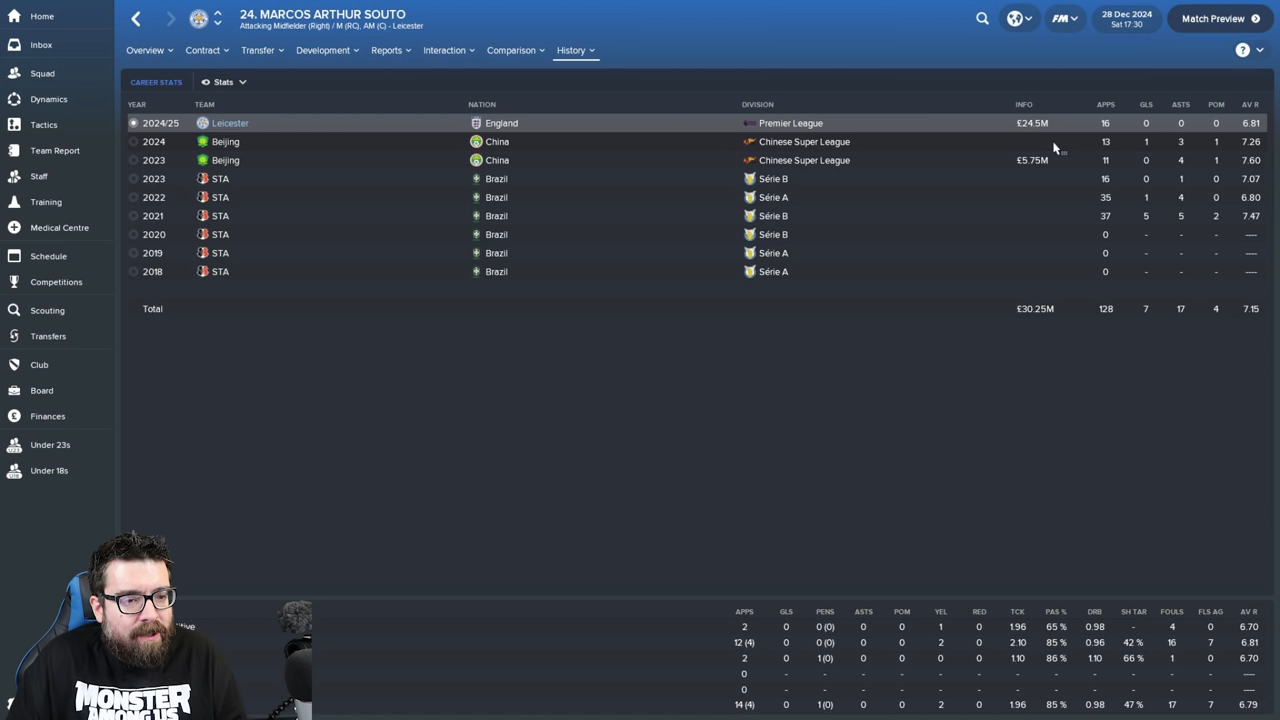 Home
Inbox
Squad
Dynamics
Tactics
Team Report
Staff
Training
Medical Centre
Schedule
Competitions
Scouting
Transfers
Club
Board
Finances
Under 23s
Under 18s
24. MARCOS ARTHUR SOUTO
Attacking Midfielder (Right) / M (RC), AM (C) - Leicester
FM
28 Dec 2024
Sat 17:30
Match Preview
Overview Contract Transfer Development Reports Interaction Comparison History
?
CAREER STATS Stats
YEAR TEAM NATION DIVISION INFO APPS GLS ASTS POM AV R
2024/25 Leicester England Premier League £24.5M 16 0 0 0 6.81
2024 Beijing China Chinese Super League 13 1 3 1 7.26
2023 Beijing China Chinese Super League £5.75M 11 0 4 1 7.60
2023 STA Brazil Série B 16 0 1 0 7.07
2022 STA Brazil Série A 35 1 4 0 6.80
2021 STA Brazil Série B 37 5 5 2 7.47
2020 STA Brazil Série B 0 - - - ----
2019 STA Brazil Série A 0 - - - ----
2018 STA Brazil Série A 0 - - - ----
Total £30.25M 128 7 17 4 7.15
APPS GLS PENS ASTS POM YEL RED TCK PAS % DRB SH TAR FOULS FLS AG AV R
2 0 0 (0) 0 0 1 0 1.96 65 % 0.98 - 4 0 6.70
12 (4) 0 0 (0) 0 0 2 0 2.10 85 % 0.96 42 % 16 7 6.81
2 0 1 (0) 0 0 0 0 1.10 86 % 1.10 66 % 1 0 6.70
0 - - - - - - - - - - - - ----
0 - - - - - - - - - - - - ----
14 (4) 0 1 (0) 0 0 2 0 1.96 85 % 0.98 47 % 17 7 6.79
MONSTER
AMONG US